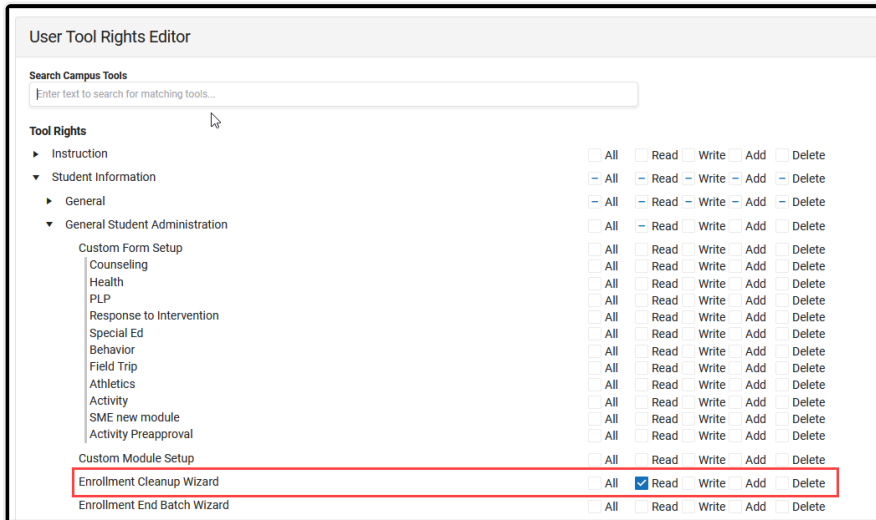 User Tool Rights Editor
Search Campus Tools
Enter text to search for matching tools...
Tool Rights
Instruction All Read Write Add Delete
Student Information All Read Write Add Delete
General All Read Write Add Delete
General Student Administration All Read Write Add Delete
Custom Form Setup All Read Write Add Delete
Counseling All Read Write Add Delete
Health All Read Write Add Delete
PLP All Read Write Add Delete
Response to Intervention All Read Write Add Delete
Special Ed All Read Write Add Delete
Behavior All Read Write Add Delete
Field Trip All Read Write Add Delete
Athletics All Read Write Add Delete
Activity All Read Write Add Delete
SME new module All Read Write Add Delete
Activity Preapproval All Read Write Add Delete
Custom Module Setup All Read Write Add Delete
Enrollment Cleanup Wizard All Read Write Add Delete
Enrollment End Batch Wizard All Read Write Add Delete